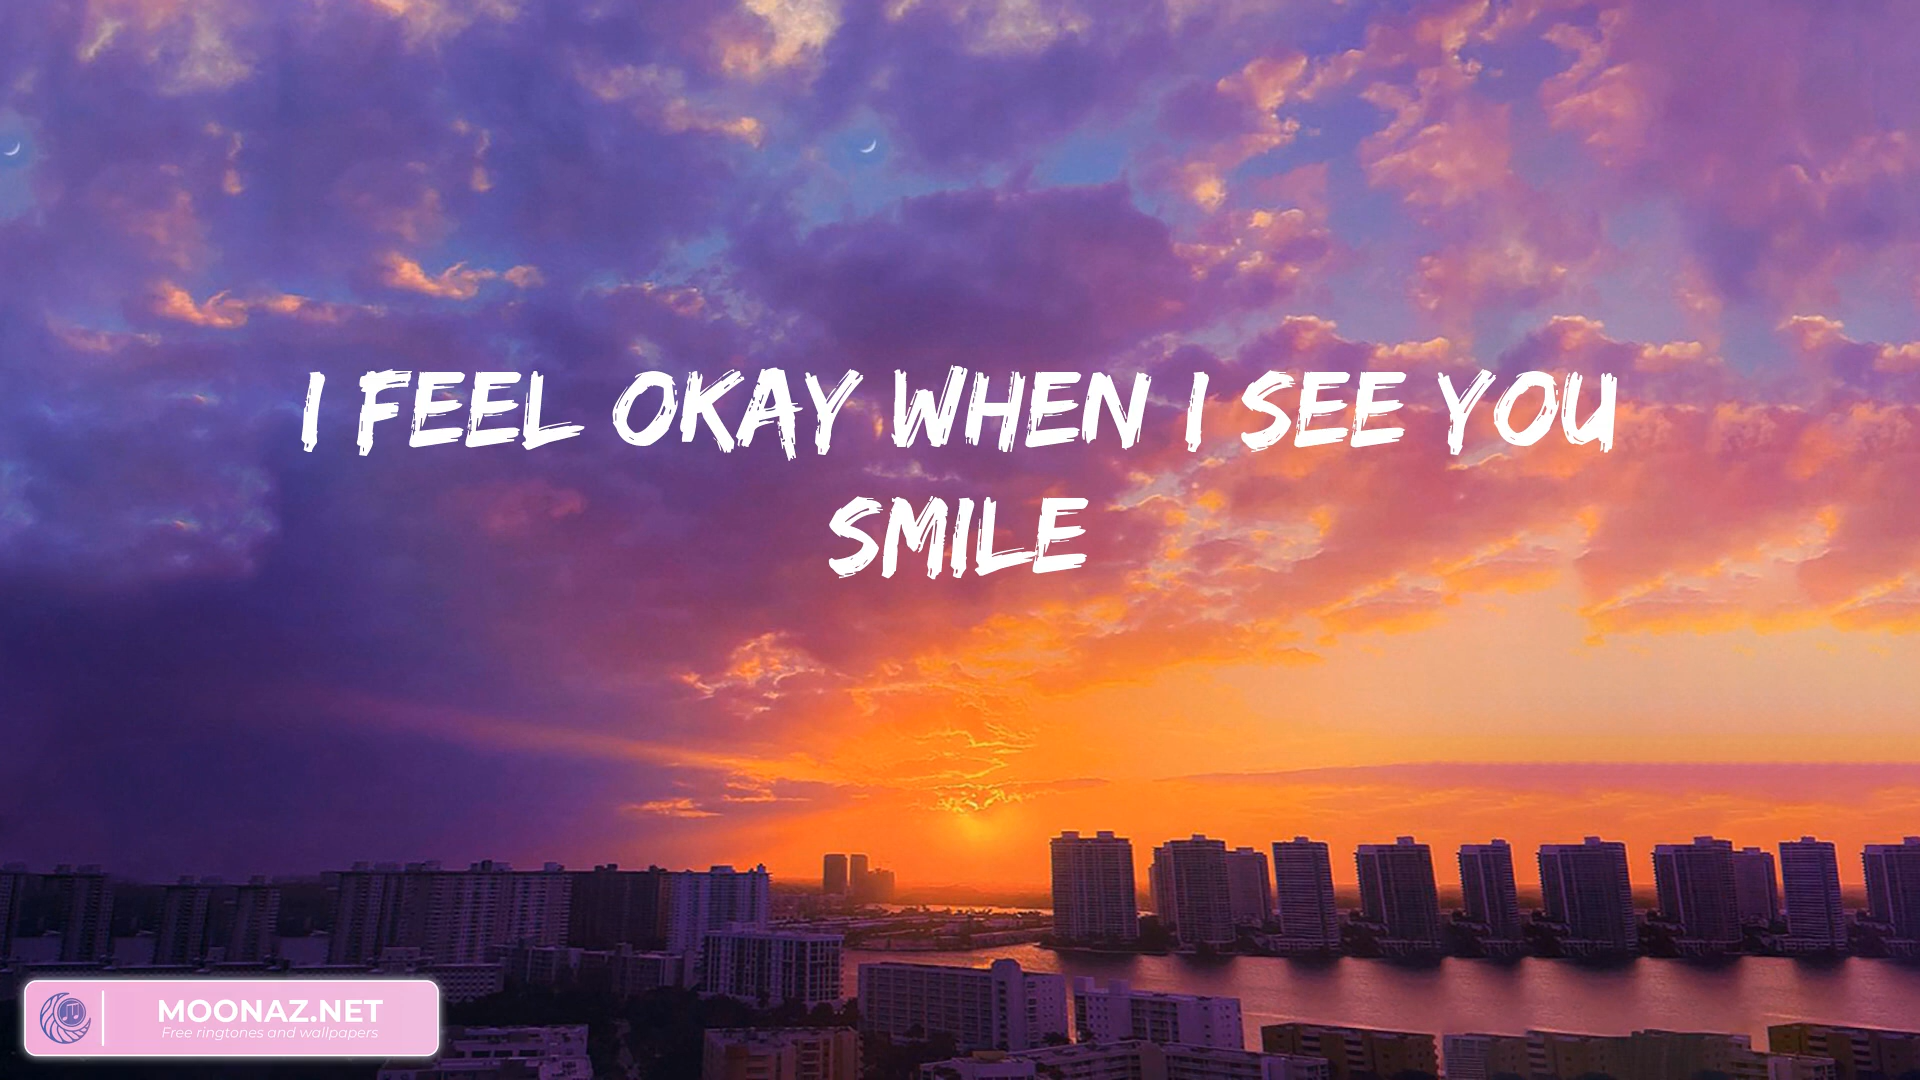 I FEEL OKAY WHEN I SEE YOU
SMILE
MOONAZ.NET
Free ringtones and wallpapers